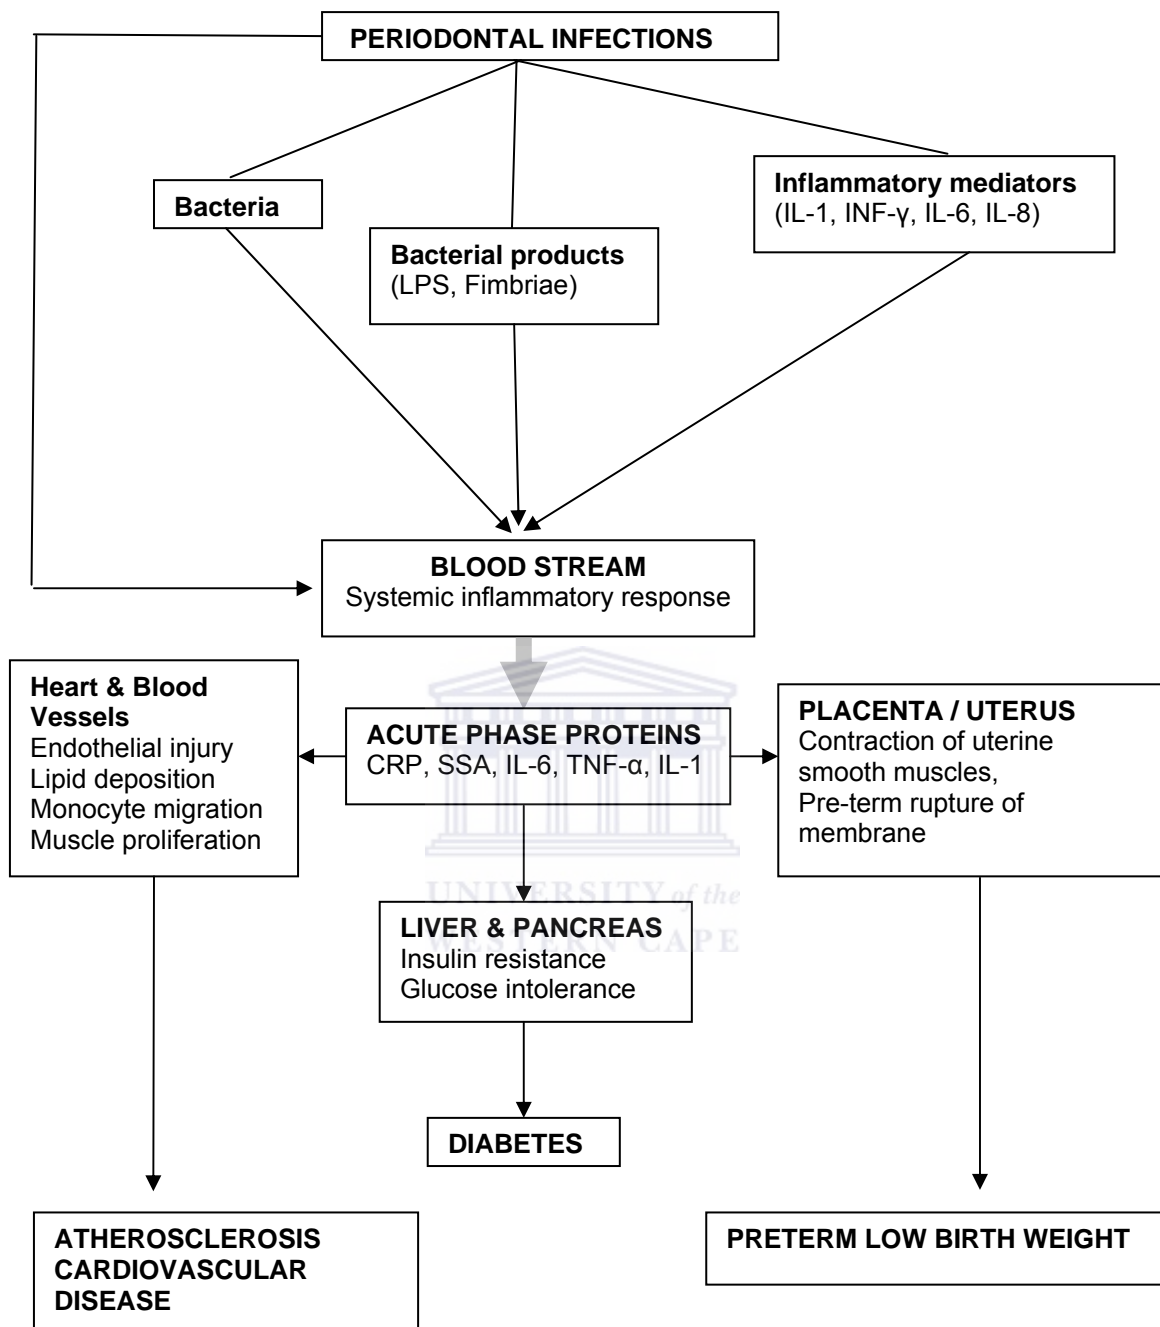 PERIODONTAL INFECTIONS
Bacteria
Bacterial products
(LPS, Fimbriae)
Inflammatory mediators
(IL-1, INF-γ, IL-6, IL-8)
BLOOD STREAM
Systemic inflammatory response
Heart & Blood
Vessels
Endothelial injury
Lipid deposition
Monocyte migration
Muscle proliferation
ACUTE PHASE PROTEINS
CRP, SSA, IL-6, TNF-α, IL-1
PLACENTA / UTERUS
Contraction of uterine
smooth muscles,
Pre-term rupture of
membrane
UNIVERSITY of the
WESTERN CAPE
LIVER & PANCREAS
Insulin resistance
Glucose intolerance
DIABETES
ATHEROSCLEROSIS
CARDIOVASCULAR
DISEASE
PRETERM LOW BIRTH WEIGHT